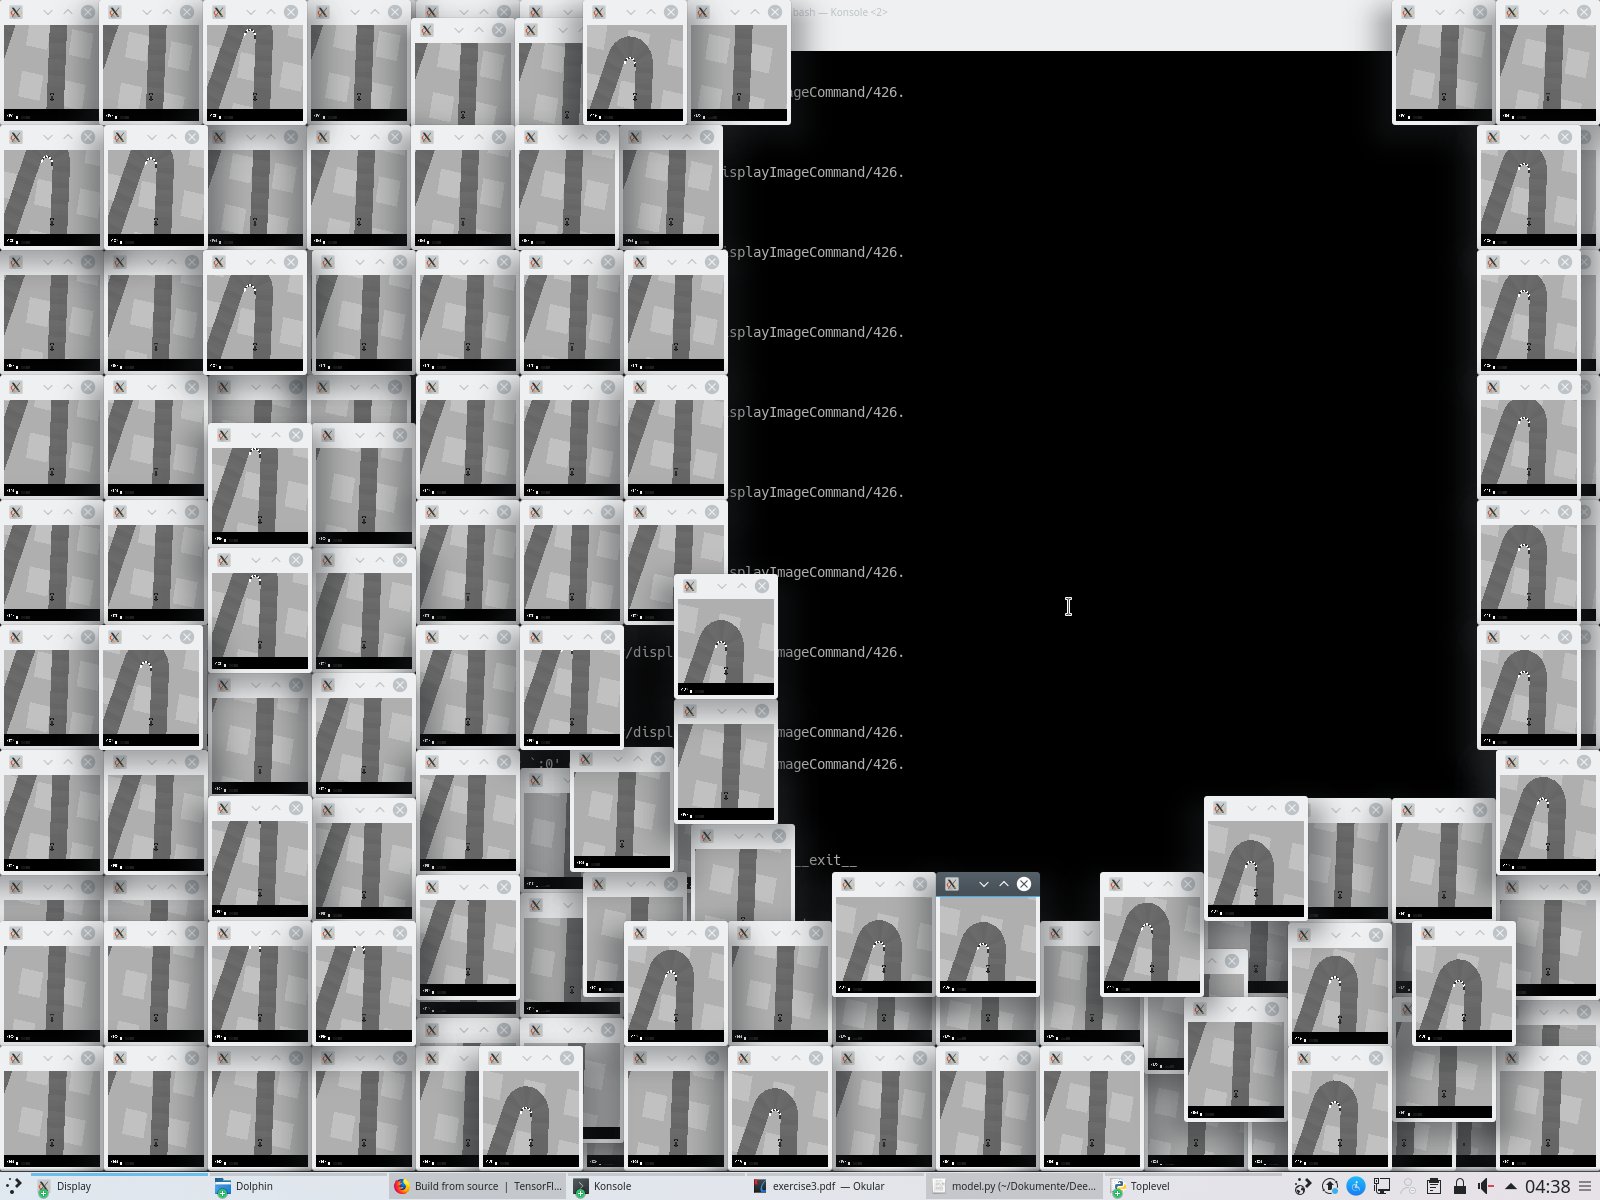 bash — Konsole <2>
ageCommand/426.
isplayImageCommand/426.
splayImageCommand/426.
splayImageCommand/426.
splayImageCommand/426.
splayImageCommand/426.
splayImageCommand/426.
/displ mageCommand/426.
/displ mageCommand/426.
`:0' mageCommand/426.
__exit__
Display
Dolphin
Build from source | TensorFl...
Konsole
exercise3.pdf — Okular
model.py (~/Dokumente/Dee...
Toplevel
04:38